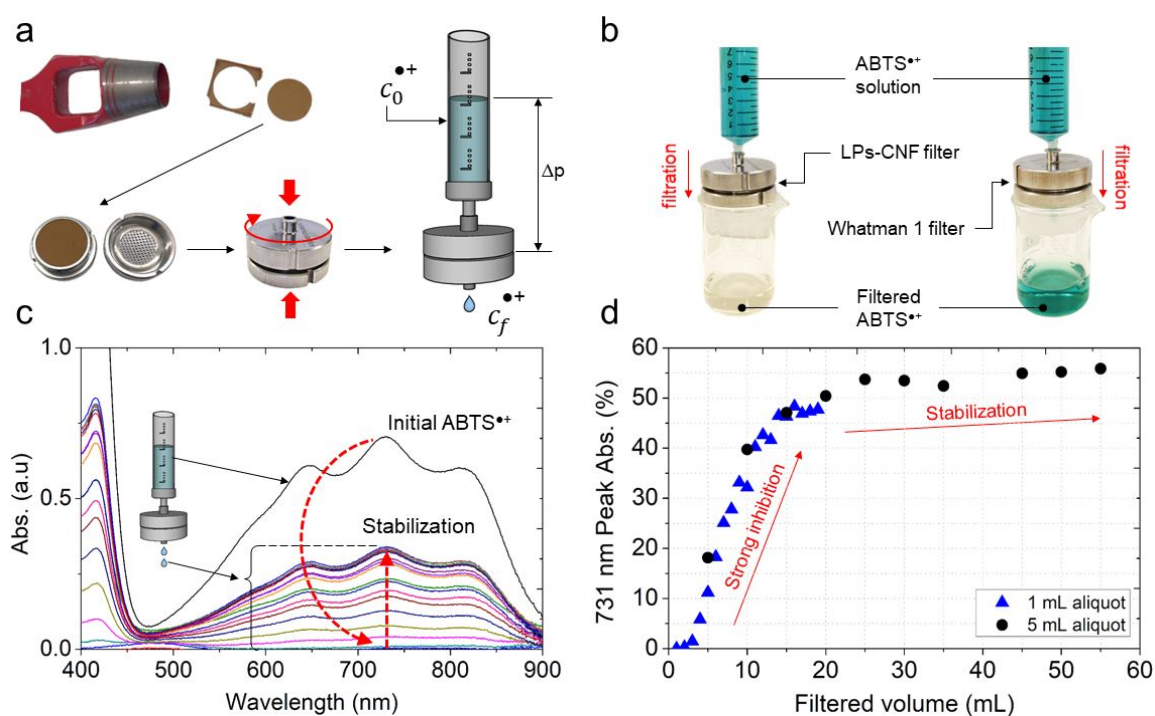 a
c₀•+
Δp
c_f•+
b
ABTS•+
solution
filtration
LPs-CNF filter
filtration
Whatman 1 filter
Filtered
ABTS•+
c
1.0
0.5
0.0
Abs. (a.u)
Initial ABTS•+
Stabilization
400 500 600 700 800 900
Wavelength (nm)
d
60
50
40
30
20
10
0
731 nm Peak Abs. (%)
Stabilization
Strong inhibition
1 mL aliquot
5 mL aliquot
0 10 20 30 40 50 60
Filtered volume (mL)